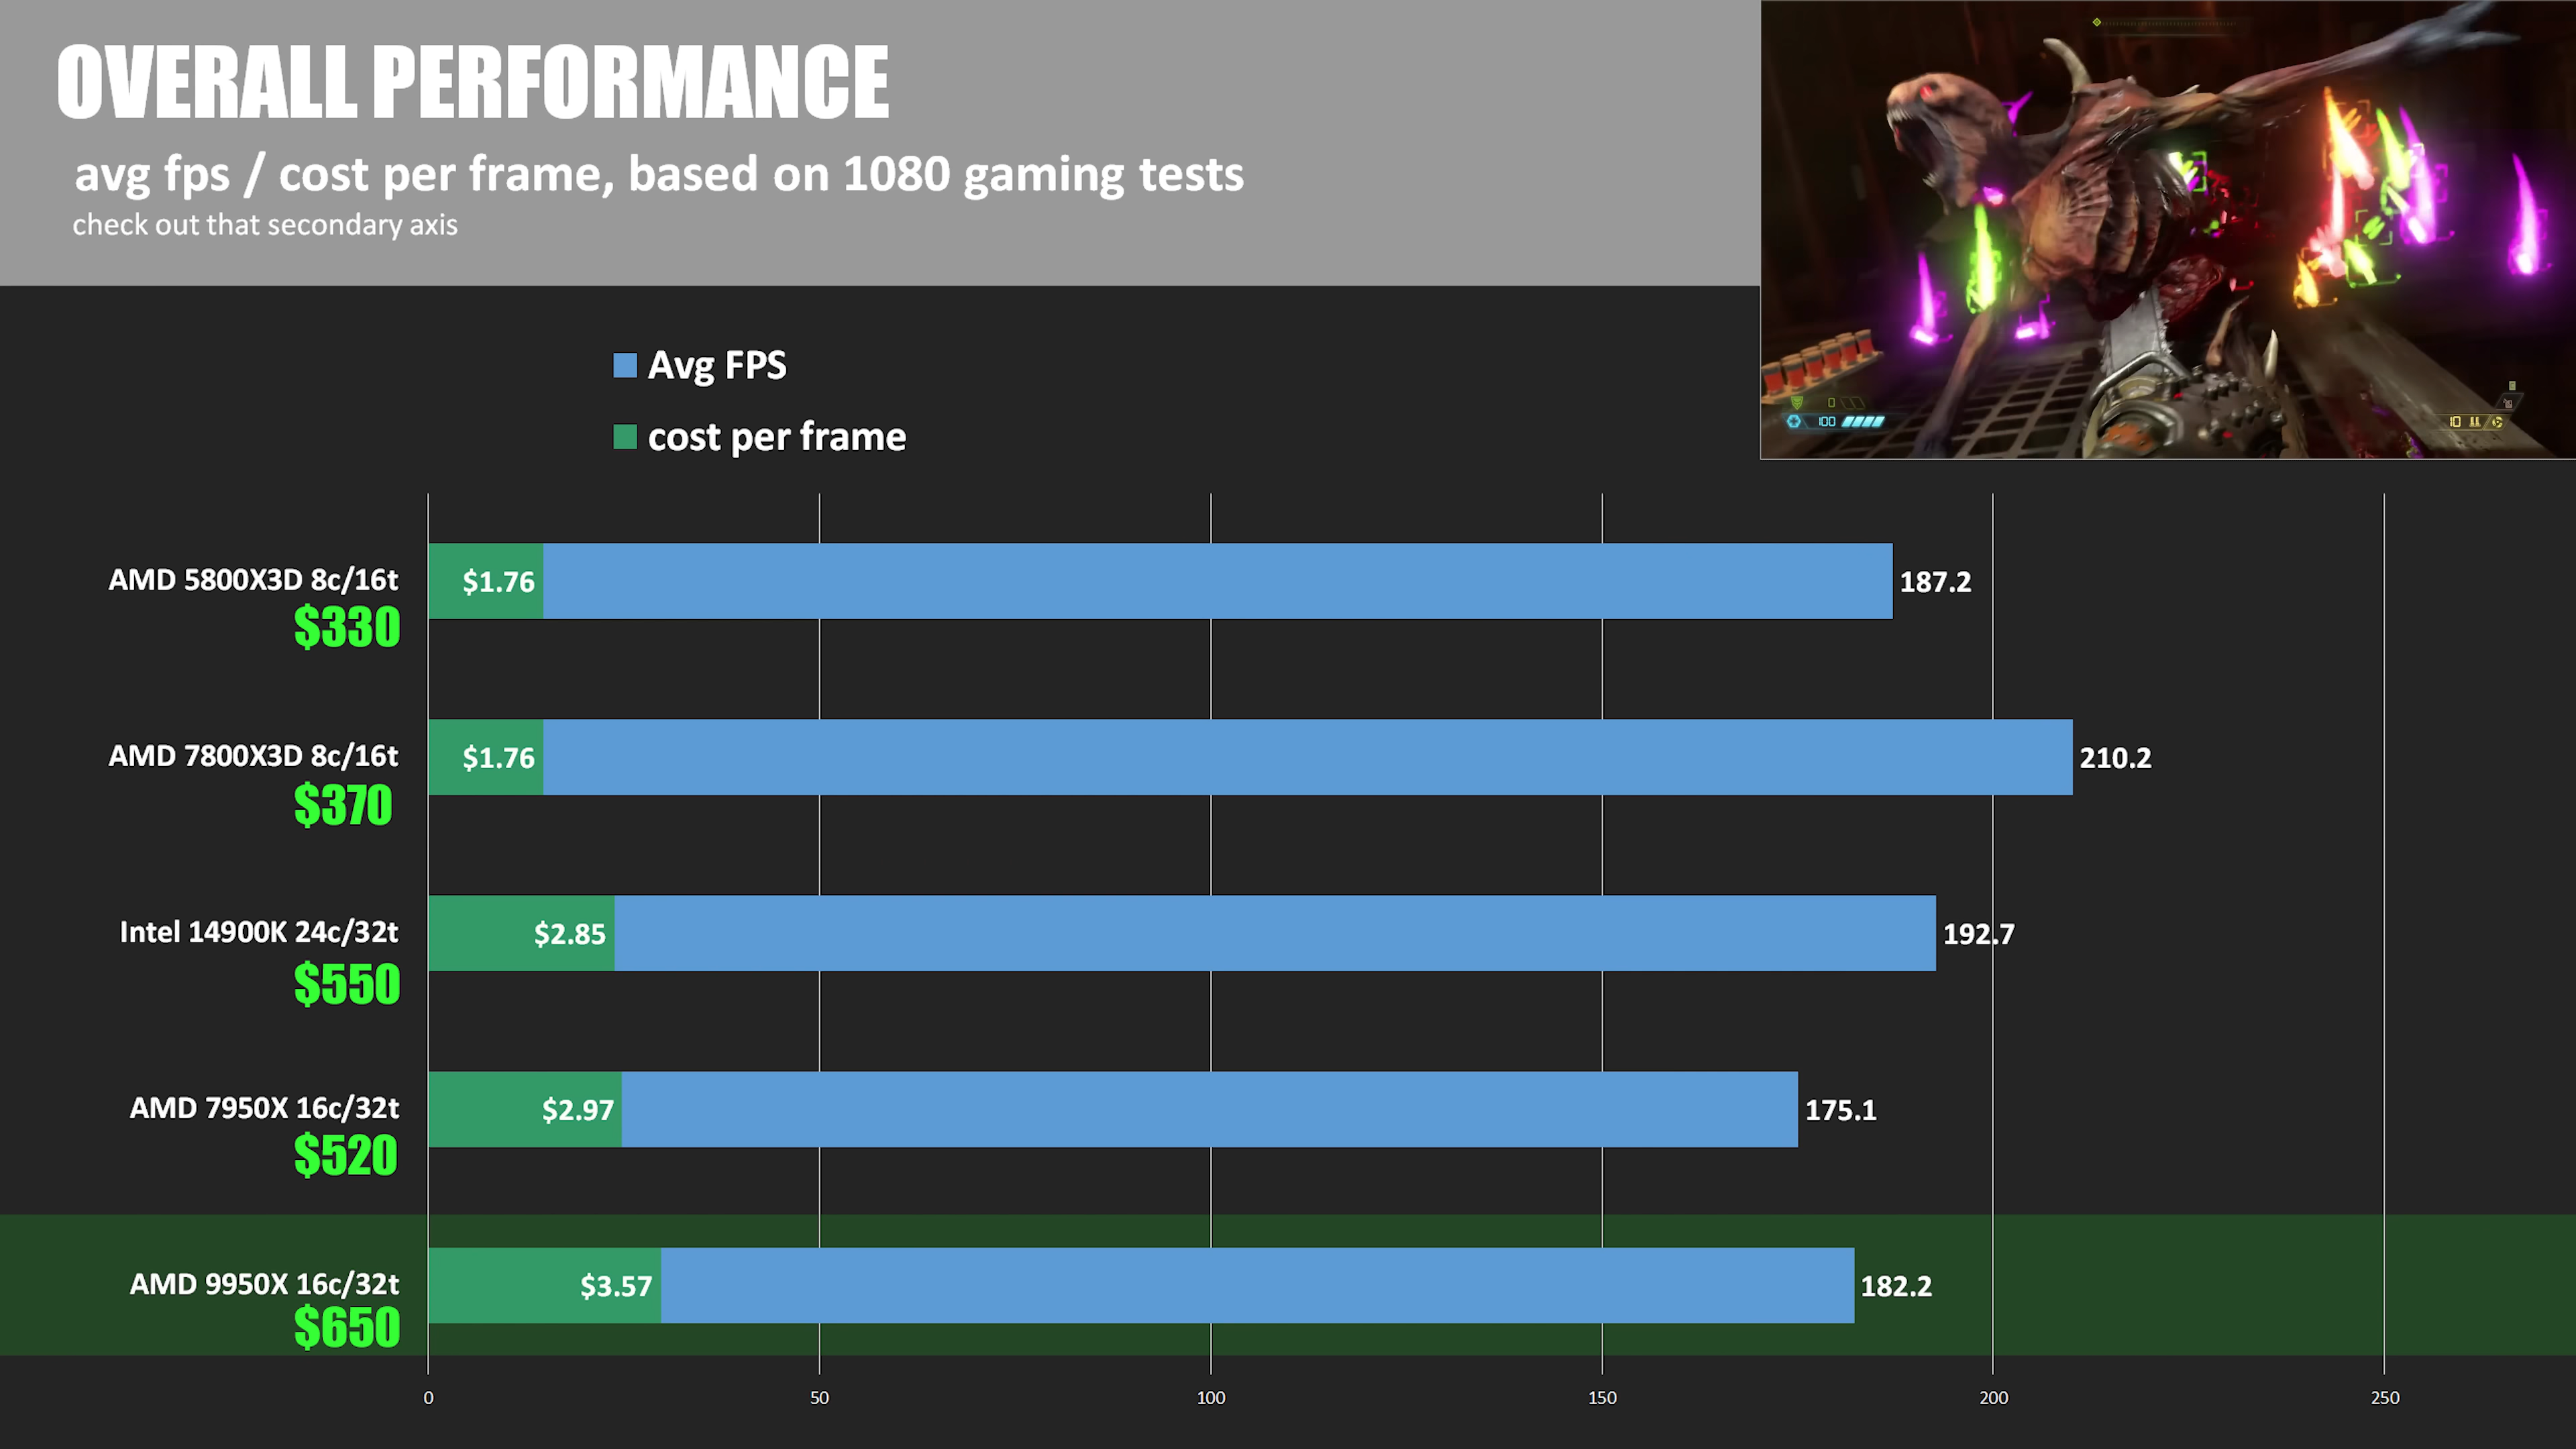 OVERALL PERFORMANCE
avg fps / cost per frame, based on 1080 gaming tests
check out that secondary axis
0
100
10
Avg FPS
cost per frame
AMD 5800X3D 8c/16t
$330
$1.76
187.2
AMD 7800X3D 8c/16t
$370
$1.76
210.2
Intel 14900K 24c/32t
$550
$2.85
192.7
AMD 7950X 16c/32t
$520
$2.97
175.1
AMD 9950X 16c/32t
$650
$3.57
182.2
0 50 100 150 200 250